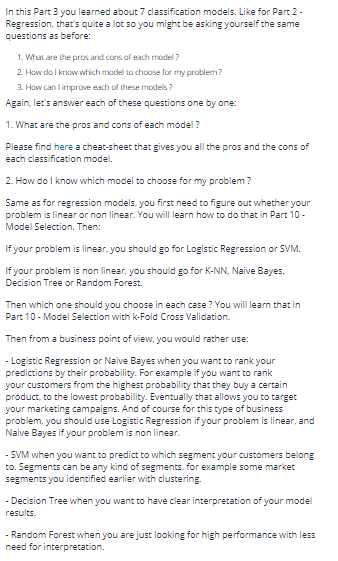 In this Part 3 you learned about 7 classification models. Like for Part 2 -
Regression, that's quite a lot so you might be asking yourself the same
questions as before:
1. What are the pros and cons of each model ?
2. How do I know which model to choose for my problem ?
3. How can I improve each of these models ?
Again, let's answer each of these questions one by one:
1. What are the pros and cons of each model ?
Please find here a cheat-sheet that gives you all the pros and the cons of
each classification model.
2. How do I know which model to choose for my problem ?
Same as for regression models, you first need to figure out whether your
problem is linear or non linear. You will learn how to do that in Part 10 -
Model Selection. Then:
If your problem is linear, you should go for Logistic Regression or SVM.
If your problem is non linear, you should go for K-NN, Naive Bayes,
Decision Tree or Random Forest.
Then which one should you choose in each case ? You will learn that in
Part 10 - Model Selection with k-Fold Cross Validation.
Then from a business point of view, you would rather use:
- Logistic Regression or Naive Bayes when you want to rank your
predictions by their probability. For example if you want to rank
your customers from the highest probability that they buy a certain
product, to the lowest probability. Eventually that allows you to target
your marketing campaigns. And of course for this type of business
problem, you should use Logistic Regression if your problem is linear, and
Naive Bayes if your problem is non linear.
- SVM when you want to predict to which segment your customers belong
to. Segments can be any kind of segments, for example some market
segments you identified earlier with clustering.
- Decision Tree when you want to have clear interpretation of your model
results,
- Random Forest when you are just looking for high performance with less
need for interpretation.